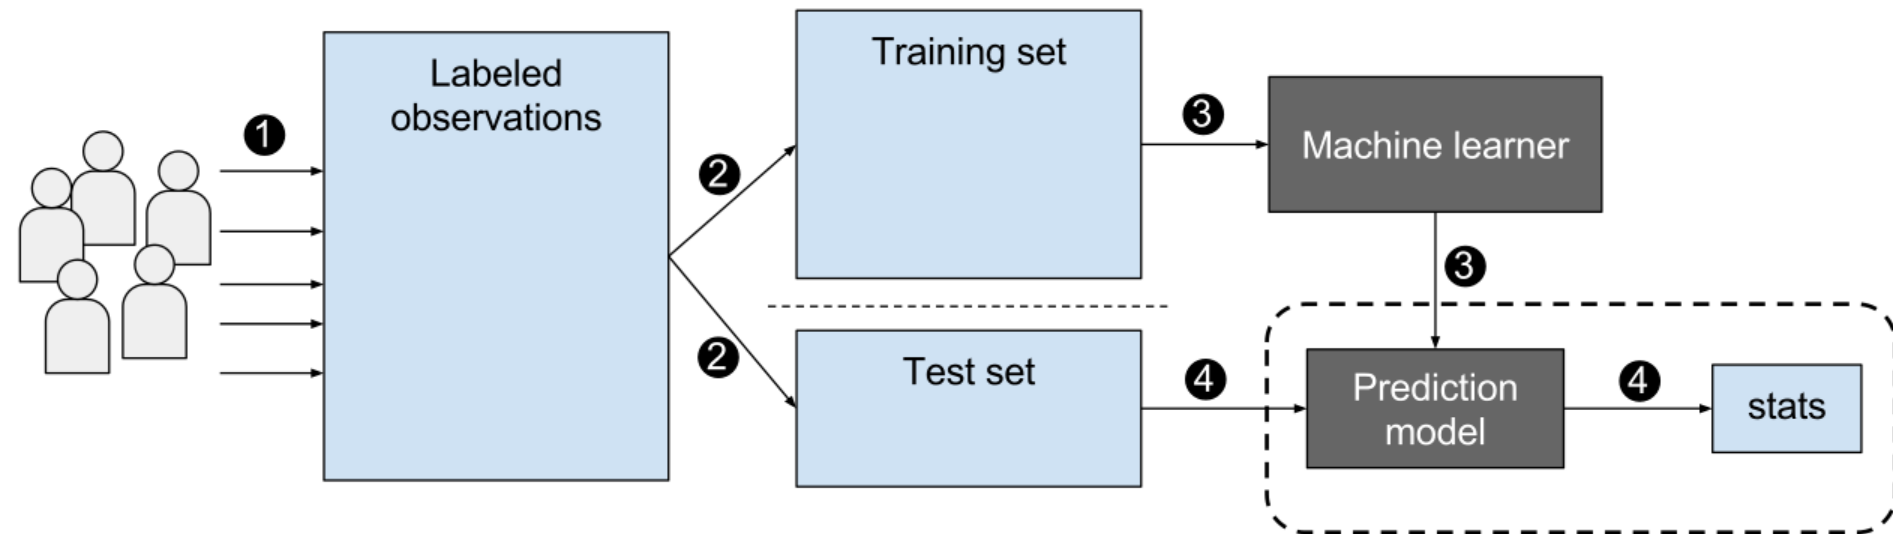 1
Labeled
observations
2
2
Training set
Test set
3
Machine learner
3
4
Prediction
model
4
stats